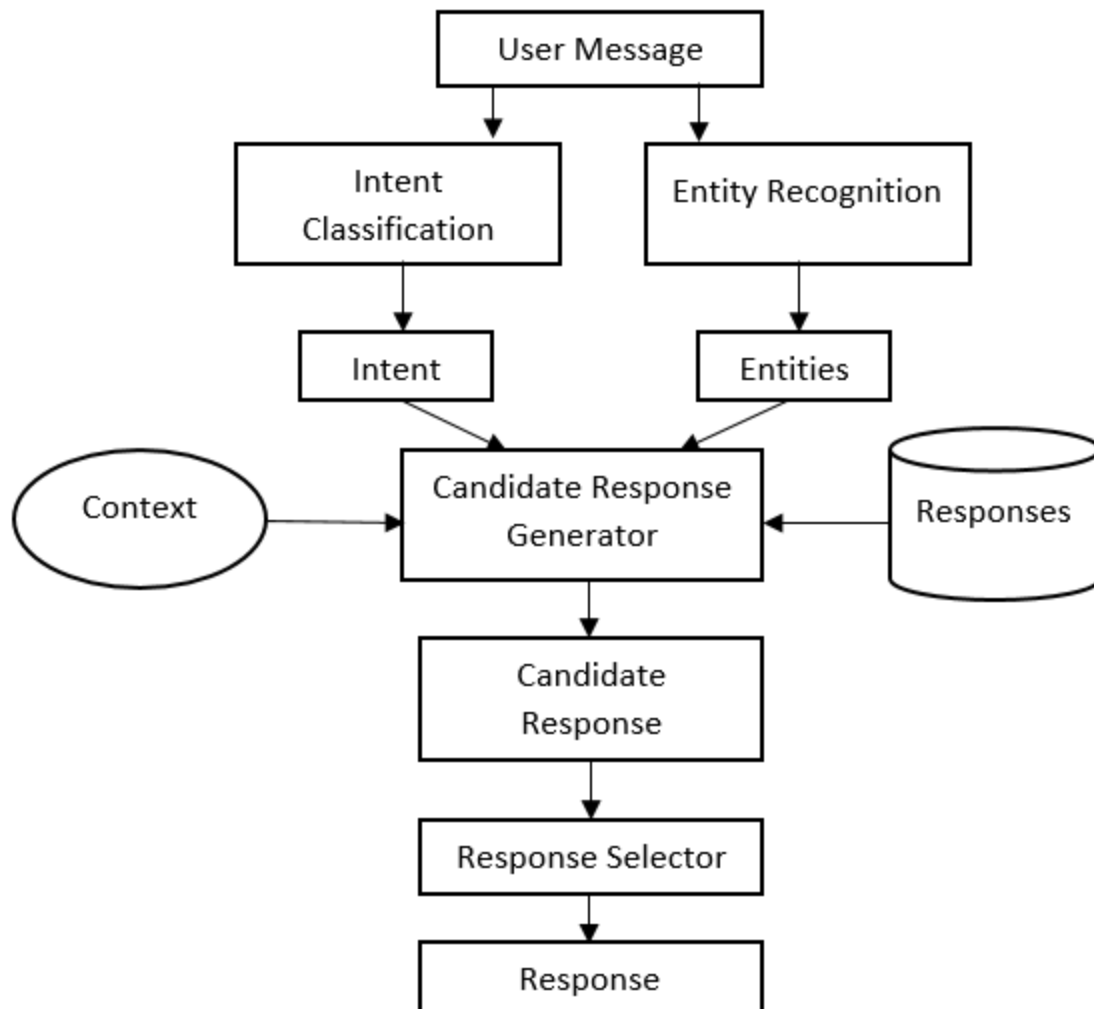 User Message
Intent
Classification
Entity Recognition
Intent
Entities
Context
Candidate Response
Generator
Responses
Candidate
Response
Response Selector
Response